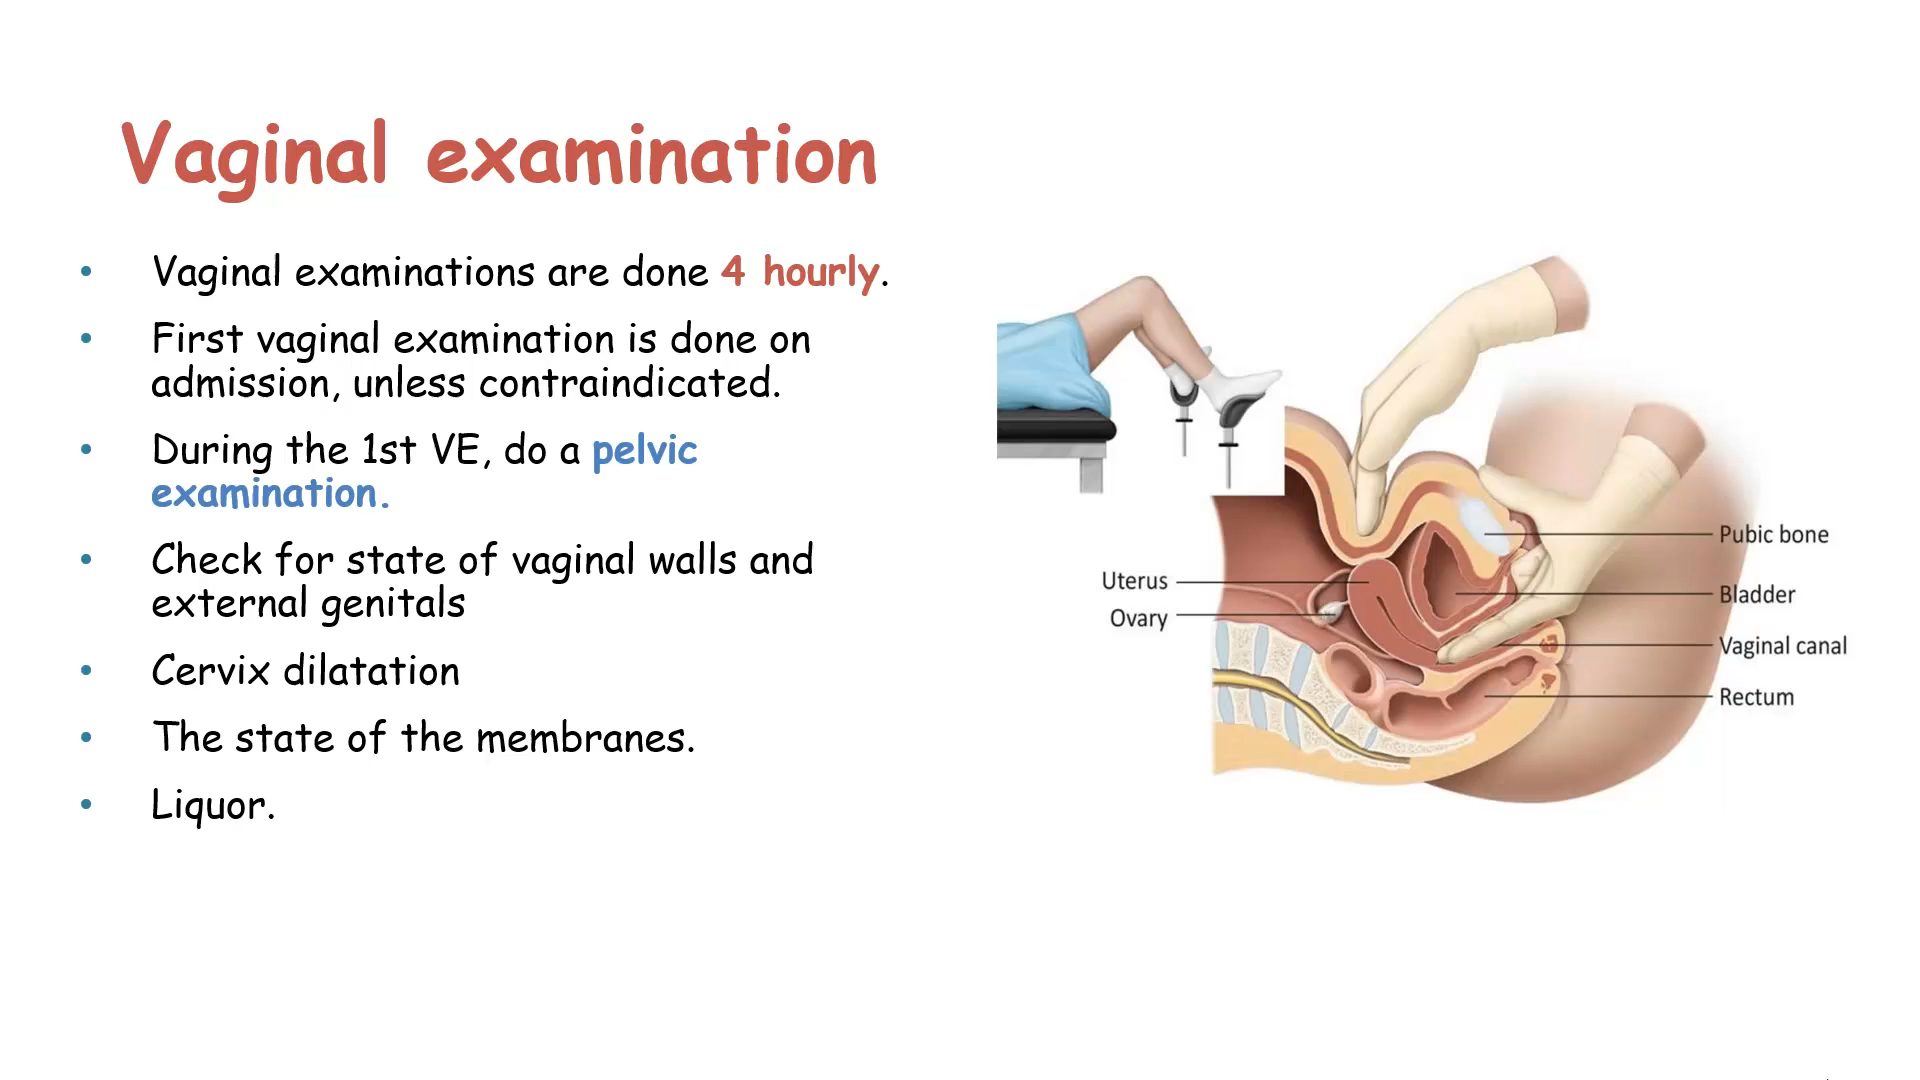 Vaginal examination
• Vaginal examinations are done 4 hourly.
• First vaginal examination is done on
admission, unless contraindicated.
• During the 1st VE, do a pelvic
examination.
• Check for state of vaginal walls and
external genitals
• Cervix dilatation
• The state of the membranes.
• Liquor.
Uterus
Ovary
Pubic bone
Bladder
Vaginal canal
Rectum